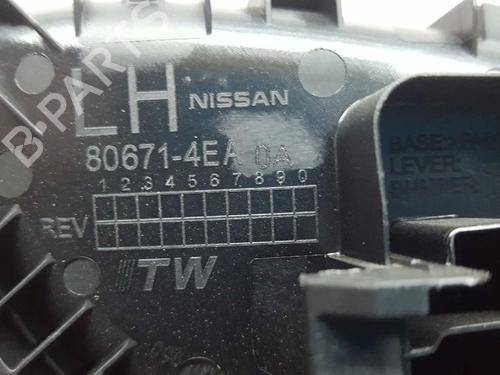 LH NISSAN
80671-4EA 0A
1 2 3 4 5 6 7 8 9 0
REV
TW
BASE:
LEVER:
B-PARTS